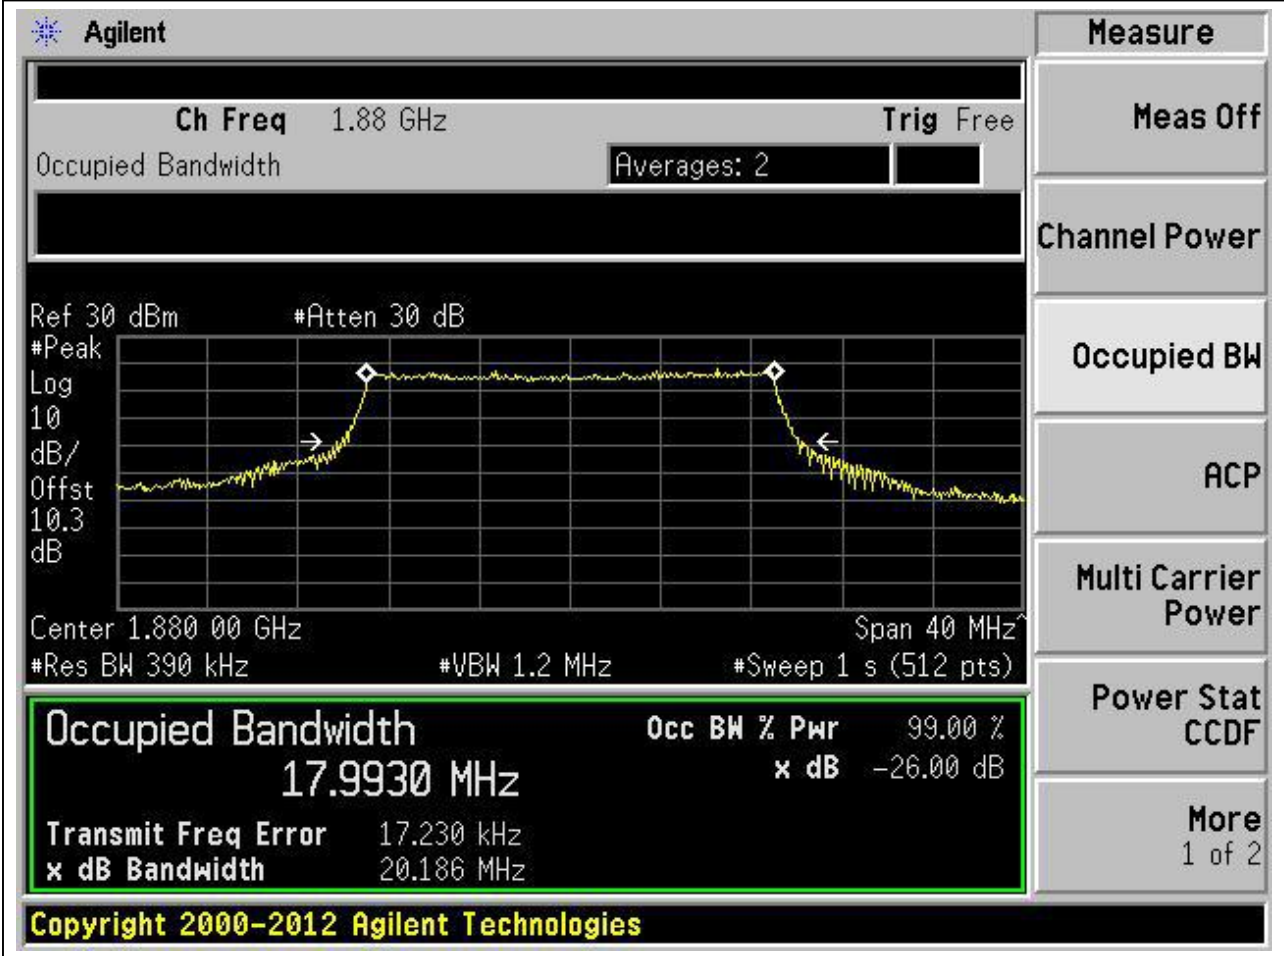 Agilent
Measure
Ch Freq 1.88 GHz Trig Free
Occupied Bandwidth Averages: 2
Meas Off
Channel Power
Occupied BW
ACP
Multi Carrier
Power
Power Stat
CCDF
More
1 of 2
Ref 30 dBm #Atten 30 dB
#Peak
Log
10
dB/
Offst
10.3
dB
Center 1.880 00 GHz Span 40 MHz^
#Res BW 390 kHz #VBW 1.2 MHz #Sweep 1 s (512 pts)
Occupied Bandwidth Occ BW % Pwr 99.00 %
17.9930 MHz x dB -26.00 dB
Transmit Freq Error 17.230 kHz
x dB Bandwidth 20.186 MHz
Copyright 2000-2012 Agilent Technologies